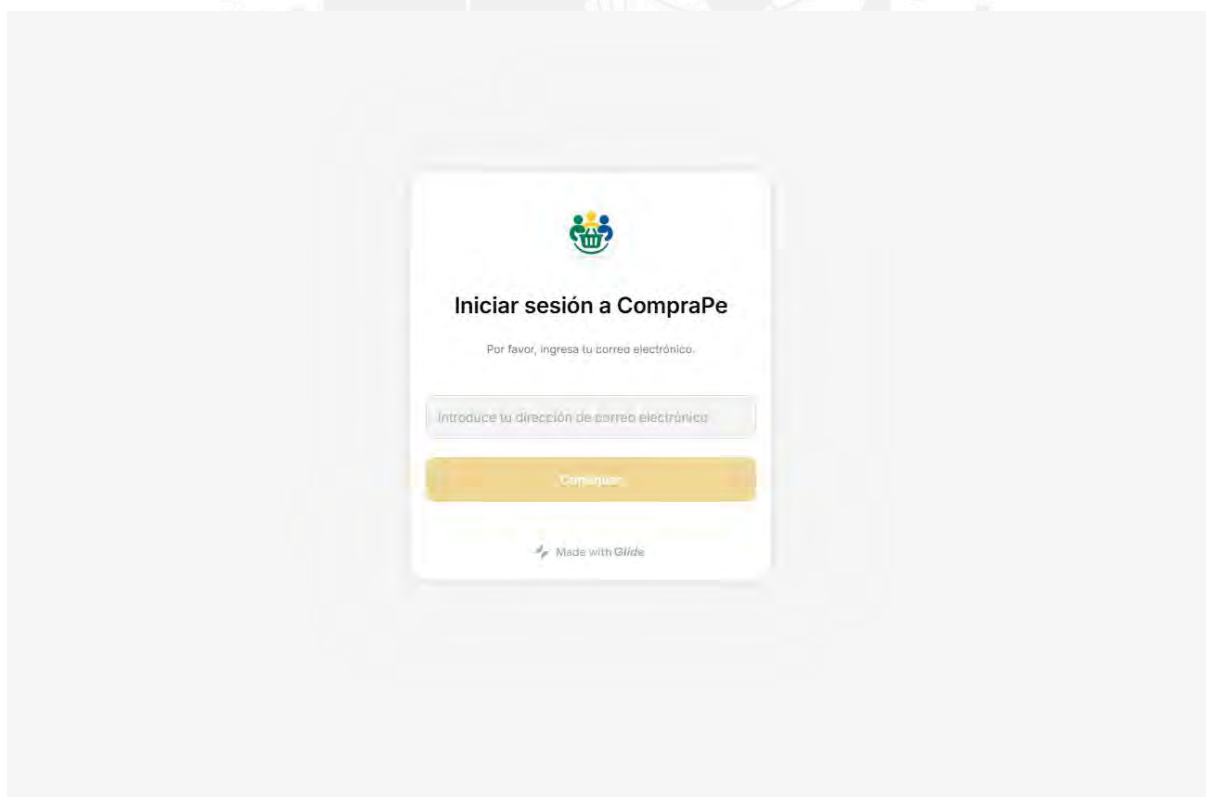 Iniciar sesión a CompraPe
Por favor, ingresa tu correo electrónico.
Introduce tu dirección de correo electrónico
Continuar
Made with Glide